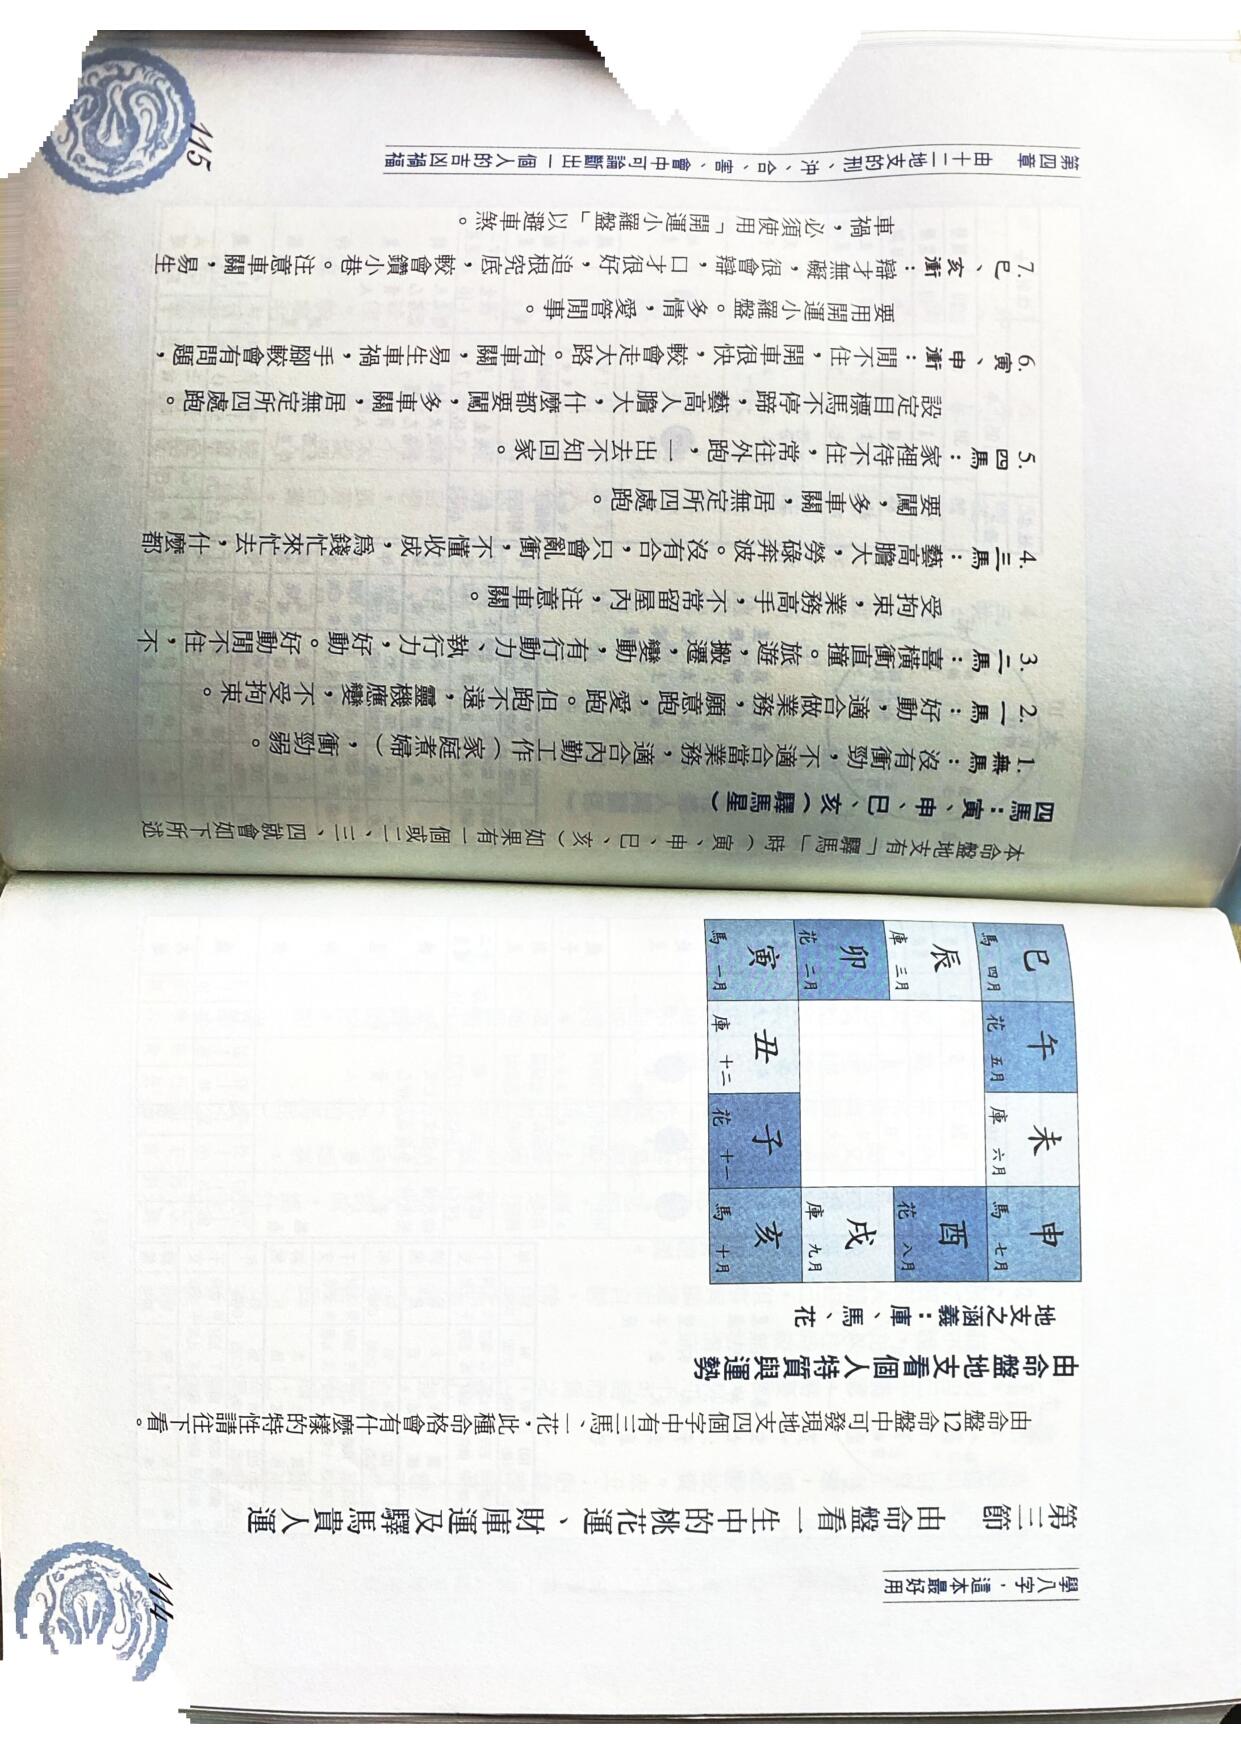 學八字，這本最好用
第三節　由命盤看一生中的桃花運、財庫運及驛馬貴人運
由命盤12命盤中可發現地支四個字中有三馬、一花，此種命格會有什麼樣的特性請往下看。
由命盤地支看個人特質與運勢
地支之涵義：庫、馬、花
巳 馬 四月
午 花 五月
未 庫 六月
申 馬 七月
辰 庫 三月
酉 花 八月
卯 花 二月
戌 庫 九月
寅 馬 一月
丑 庫 十二
子 花 十一
亥 馬 十月
114
本命盤地支有「驛馬」時（寅、申、巳、亥）如果有一個或二、三、四就會如下所述
四馬：寅、申、巳、亥（驛馬星）
1.無馬：沒有衝勁，不適合當業務，適合內勤工作（家庭煮婦），衝勁弱。
2.一馬：好動，適合做業務，願意跑，愛跑。但跑不遠，靈機應變，不受拘束。
3.二馬：喜橫衝直撞。旅遊，搬遷，變動，有行動力、執行力，好動。好動閒不住，不
受拘束，業務高手，不常留屋內，注意車關。
4.三馬：藝高膽大，勞碌奔波。沒有合，只會亂衝，不懂收成，為錢忙來忙去，什麼都
要闖，多車關，居無定所四處跑。
5.四馬：家裡待不住，常往外跑，一出去不知回家。
設定目標馬不停蹄，藝高人膽大，什麼都要闖，多車關，居無定所四處跑。
6.寅、申衝：閒不住，開車很快，較會走大路。有車關，易生車禍，手腳較會有問題，
要用開運小羅盤。多情，愛管閒事。
7.巳、亥衝：辯才無礙，很會辯，口才很好，追根究底，較會鑽小巷。注意車關，易生
車禍，必須使用「開運小羅盤」以避車煞。
第四章　由十二地支的刑、沖、合、害、會中可論斷出一個人的吉凶禍福
115